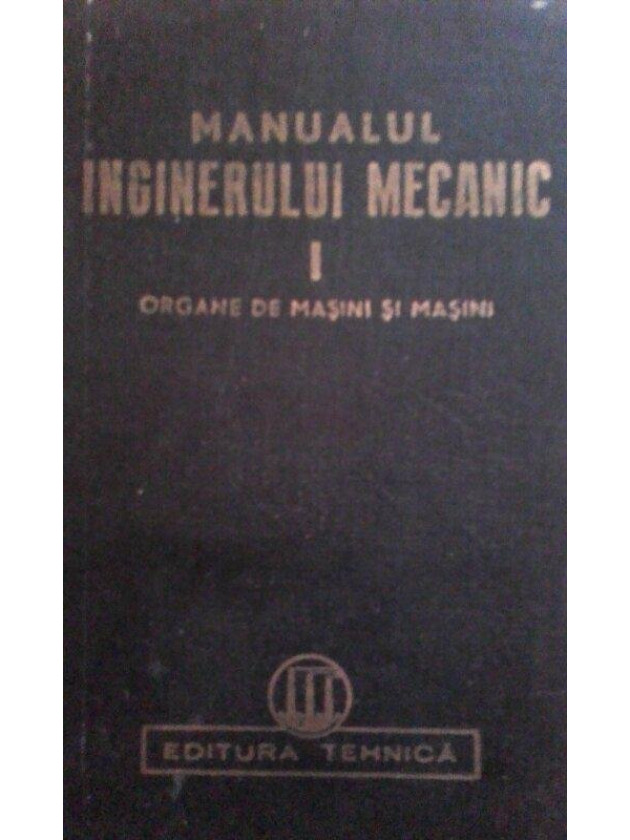 MANUALUL
INGINERULUI MECANIC
I
ORGANE DE MAȘINI ȘI MAȘINI
EDITURA TEHNICĂ